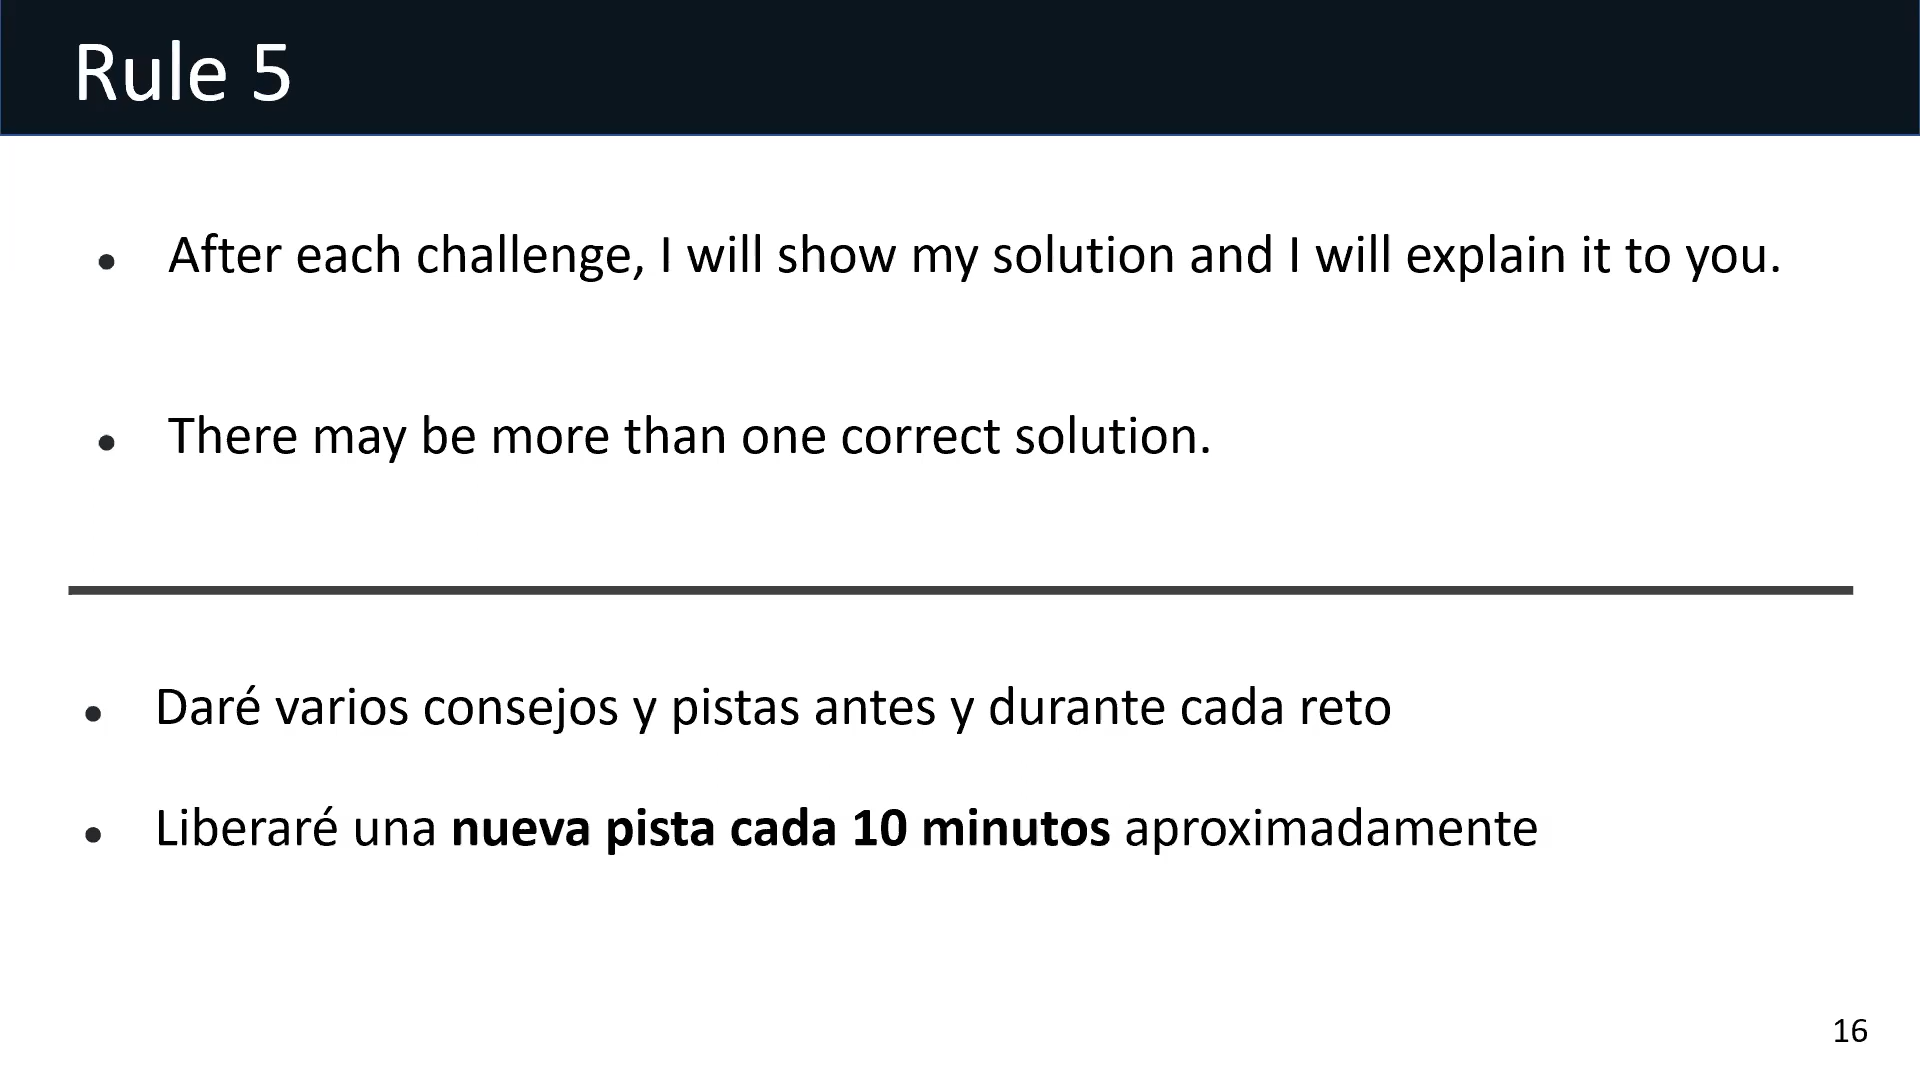 Rule 5
• After each challenge, I will show my solution and I will explain it to you.
• There may be more than one correct solution.
• Daré varios consejos y pistas antes y durante cada reto
• Liberaré una nueva pista cada 10 minutos aproximadamente
16